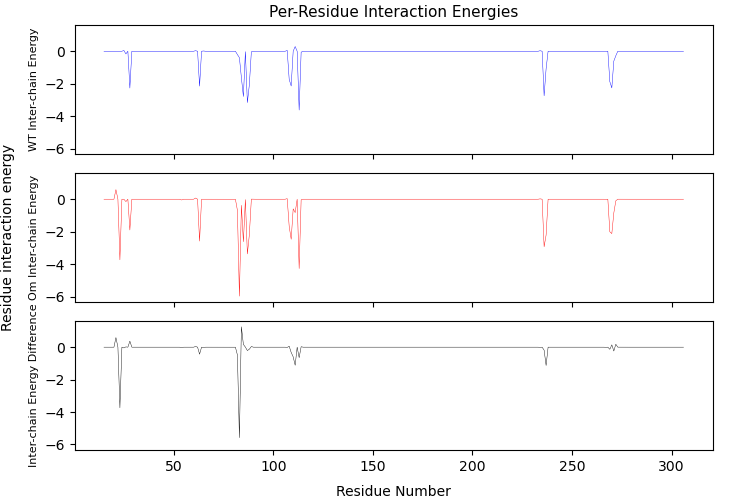 Per-Residue Interaction Energies
Residue interaction energy
WT Inter-chain Energy
0
−2
−4
−6
Om Inter-chain Energy
0
−2
−4
−6
Inter-chain Energy Difference
0
−2
−4
−6
50 100 150 200 250 300
Residue Number